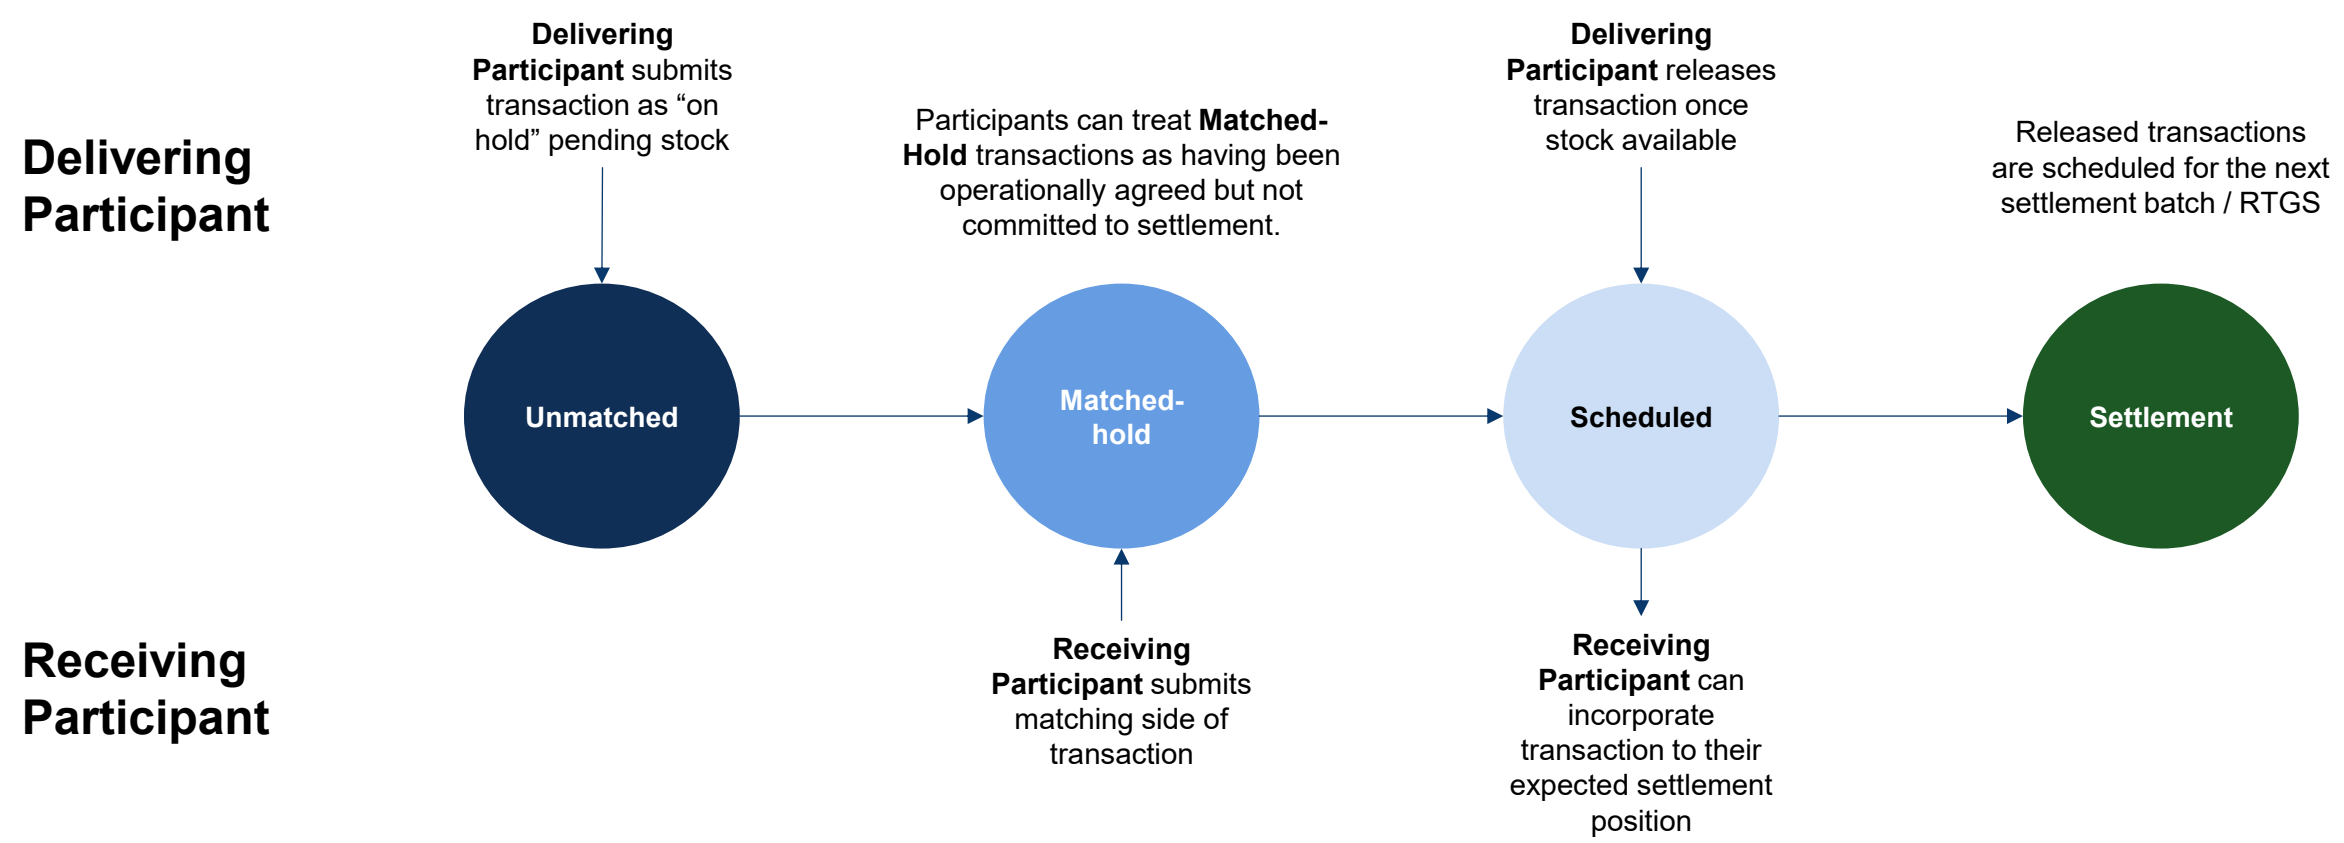 Delivering
Participant
Delivering
Participant submits
transaction as “on
hold” pending stock
Participants can treat Matched-
Hold transactions as having been
operationally agreed but not
committed to settlement.
Delivering
Participant releases
transaction once
stock available
Released transactions
are scheduled for the next
settlement batch / RTGS
Unmatched
Matched-
hold
Scheduled
Settlement
Receiving
Participant
Receiving
Participant submits
matching side of
transaction
Receiving
Participant can
incorporate
transaction to their
expected settlement
position